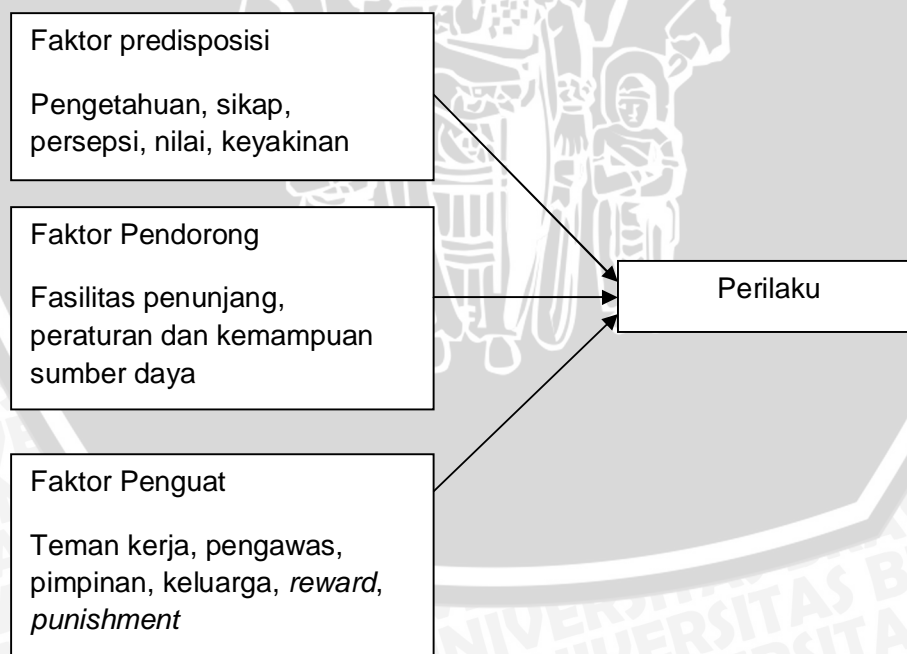 Faktor predisposisi
Pengetahuan, sikap,
persepsi, nilai, keyakinan
Faktor Pendorong
Fasilitas penunjang,
peraturan dan kemampuan
sumber daya
Perilaku
Faktor Penguat
Teman kerja, pengawas,
pimpinan, keluarga, reward,
punishment